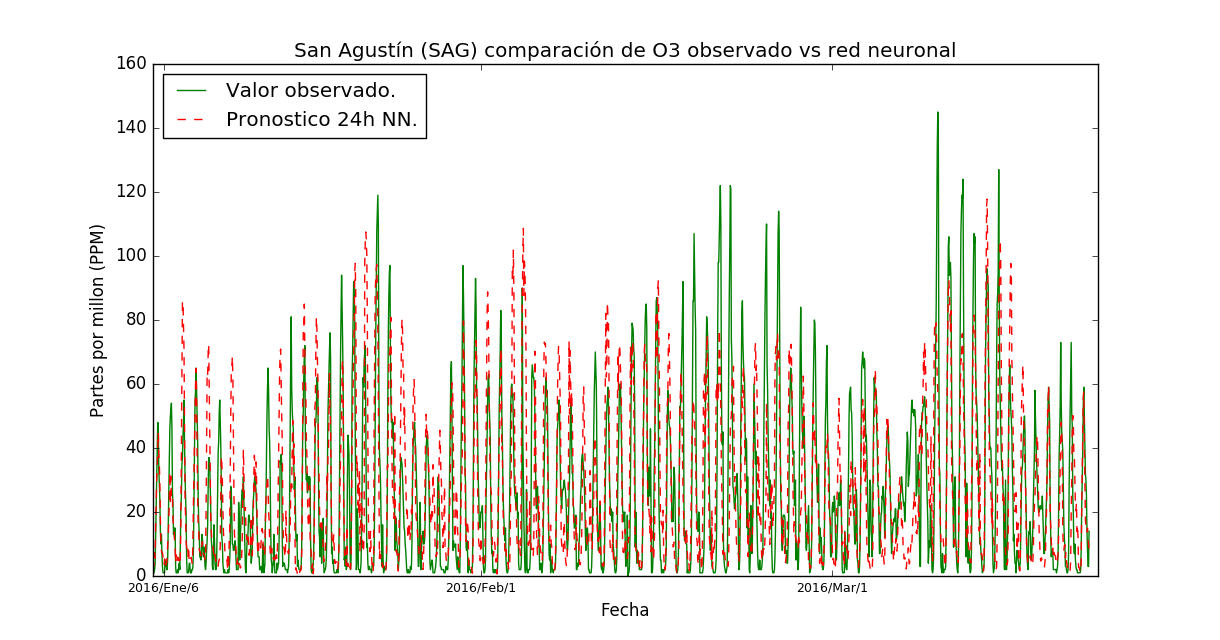 San Agustín (SAG) comparación de O3 observado vs red neuronal
Valor observado.
Pronostico 24h NN.
Partes por millon (PPM)
160
140
120
100
80
60
40
20
0
2016/Ene/6
2016/Feb/1
2016/Mar/1
Fecha